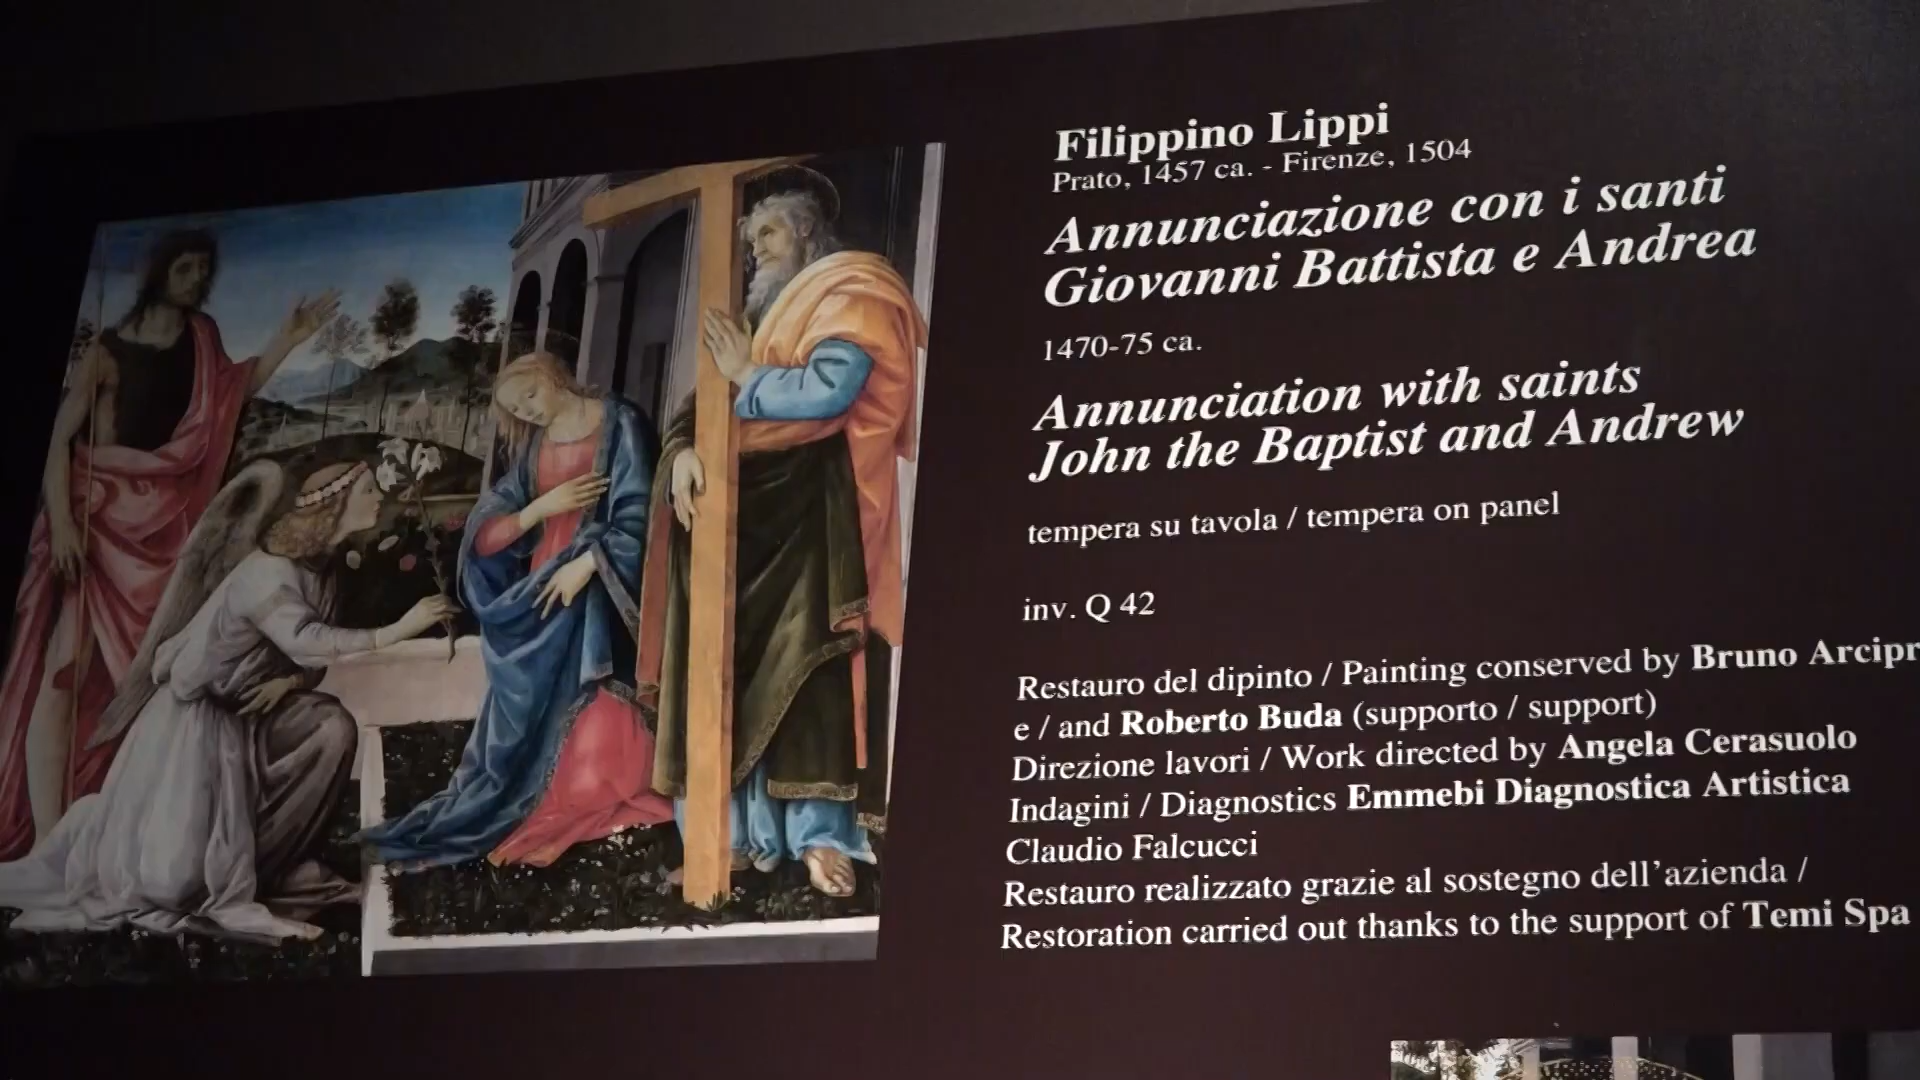 Filippino Lippi
Prato, 1457 ca. - Firenze, 1504
Annunciazione con i santi
Giovanni Battista e Andrea
1470-75 ca.
Annunciation with saints
John the Baptist and Andrew
tempera su tavola / tempera on panel
inv. Q 42
Restauro del dipinto / Painting conserved by Bruno
e / and Roberto Buda (supporto / support)
Direzione lavori / Work directed by Angela Cerasuolo
Indagini / Diagnostics Emmebi Diagnostica Artistica
Claudio Falcucci
Restauro realizzato grazie al sostegno dell'azienda /
Restoration carried out thanks to the support of Temi Spa